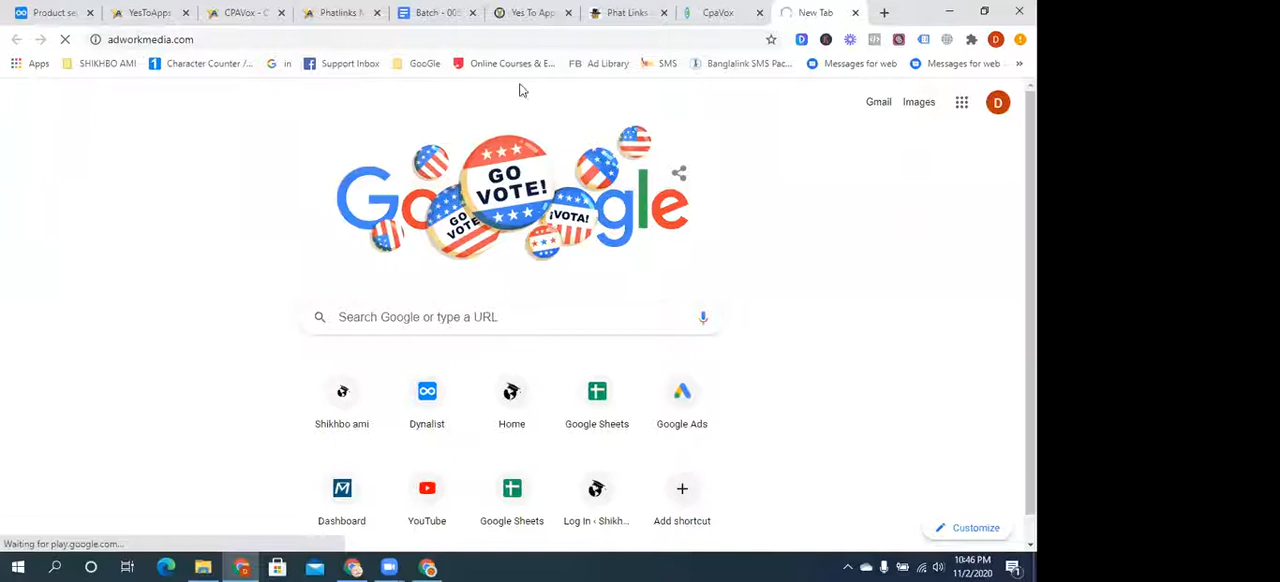 Product se
YesToApps
CPAVox - C
Phatlinks N
Batch - 005
Yes To App
Phat Links
CpaVox
New Tab
adworkmedia.com
Apps
SHIKHBO AMI
Character Counter /...
in
Support Inbox
GooGle
Online Courses & E...
FB Ad Library
SMS
Banglalink SMS Pac...
Messages for web
Messages for web
»
Gmail
Images
D
GO VOTE!
GO VOTE
¡VOTA!
Google
Search Google or type a URL
Shikhbo ami
Dynalist
Home
Google Sheets
Google Ads
Dashboard
YouTube
Google Sheets
Log In ‹ Shikh...
Add shortcut
Customize
Waiting for play.google.com...
10:46 PM
11/2/2020